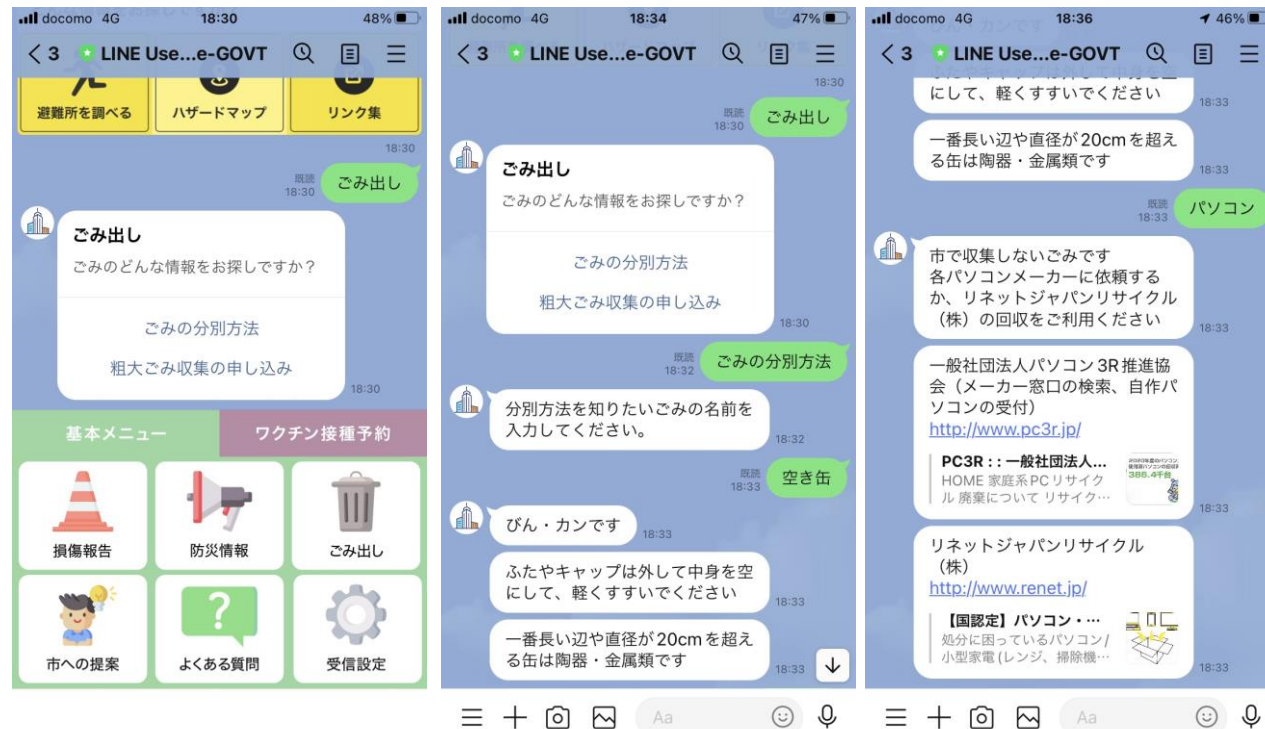 docomo 4G 18:30 48%
3 LINE Use...e-GOVT
避難所を調べる ハザードマップ リンク集
18:30
既読
18:30 ごみ出し
ごみ出し
ごみのどんな情報をお探しですか?
ごみの分別方法
粗大ごみ収集の申し込み
18:30
基本メニュー ワクチン接種予約
損傷報告 防災情報 ごみ出し
?
市への提案 よくある質問 受信設定
docomo 4G 18:34 47%
3 LINE Use...e-GOVT
18:30
既読
18:30 ごみ出し
ごみ出し
ごみのどんな情報をお探しですか?
ごみの分別方法
粗大ごみ収集の申し込み
18:30
既読
18:32 ごみの分別方法
分別方法を知りたいごみの名前を
入力してください。
18:32
既読
18:33 空き缶
びん・カンです 18:33
ふたやキャップは外して中身を空
にして、軽くすすいでください
18:33
一番長い辺や直径が20cmを超え
る缶は陶器・金属類です
18:33
Aa
docomo 4G 18:36 46%
3 LINE Use...e-GOVT
にして、軽くすすいでください
18:33
一番長い辺や直径が20cmを超え
る缶は陶器・金属類です
18:33
既読
18:33 パソコン
市で収集しないごみです
各パソコンメーカーに依頼する
か、リネットジャパンリサイクル
(株)の回収をご利用ください
18:33
一般社団法人パソコン3R推進協
会(メーカー窓口の検索、自作パ
ソコンの受付)
http://www.pc3r.jp/
PC3R : : 一般社団法人...
HOME 家庭系PCリサイク
ル 廃棄について リサイク…
386.4千台
18:33
リネットジャパンリサイクル
(株)
http://www.renet.jp/
【国認定】パソコン・…
処分に困っているパソコン/
小型家電(レンジ、掃除機…
18:33
Aa